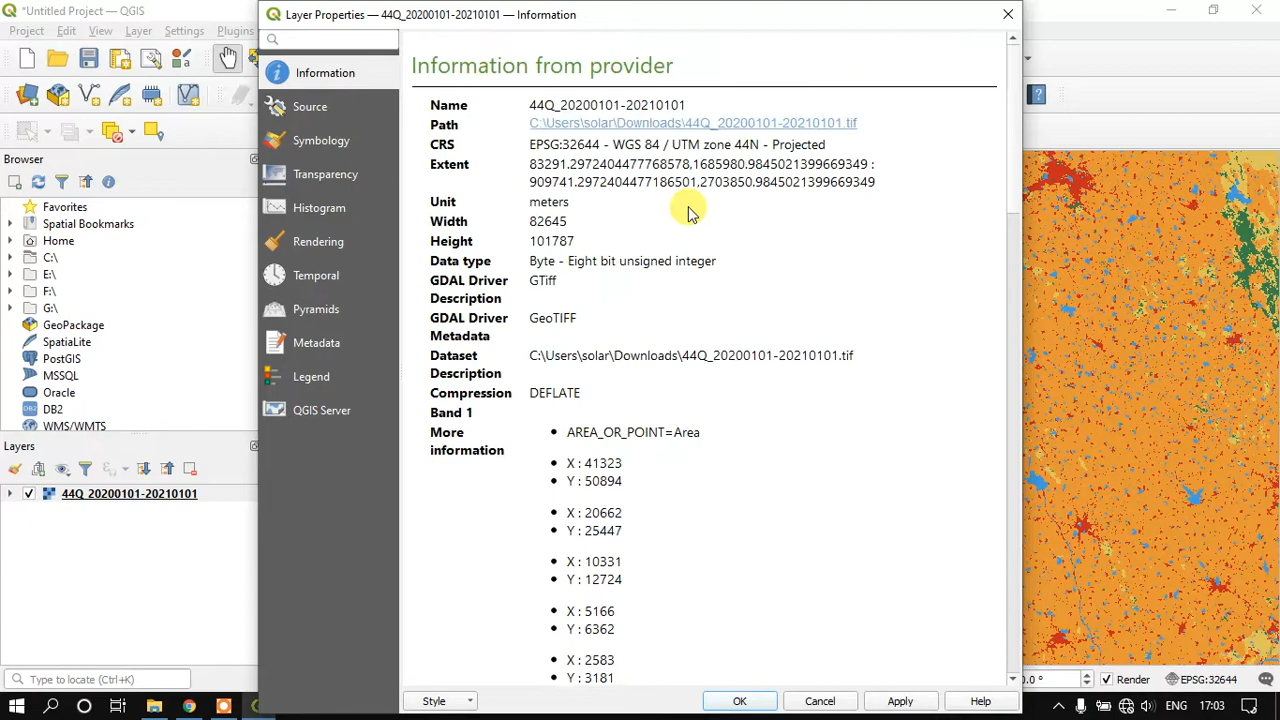 *Untitled Project — QGIS
Project Edit View Layer Settings Plugins
Layer Properties — 44Q_20200101-20210101 — Information
Information
Source
Symbology
Transparency
Histogram
Rendering
Temporal
Pyramids
Metadata
Legend
QGIS Server
Information from provider
Name 44Q_20200101-20210101
Path C:\Users\solar\Downloads\44Q_20200101-20210101.tif
CRS EPSG:32644 - WGS 84 / UTM zone 44N - Projected
Extent 83291.2972404477768578,1685980.9845021399669349 :
909741.2972404477186501,2703850.9845021399669349
Unit meters
Width 82645
Height 101787
Data type Byte - Eight bit unsigned integer
GDAL Driver Description GTiff
GDAL Driver Metadata GeoTIFF
Dataset Description C:\Users\solar\Downloads\44Q_20200101-20210101.tif
Compression DEFLATE
Band 1
More information
AREA_OR_POINT=Area
X : 41323
Y : 50894
X : 20662
Y : 25447
X : 10331
Y : 12724
X : 5166
Y : 6362
X : 2583
Y : 3181
Style OK Cancel Apply Help
Browser
Favorites
Spatial Bookmarks
Home
C:\
E:\
F:\
G:\
GeoPackage
SpatiaLite
PostGIS
MSSQL
Oracle
DB2
WMS/WMTS
Layers
44Q_20200101-20210101
Type to locate (Ctrl+K)
0.0 °
Render
EPSG:32644
ENG 17:03